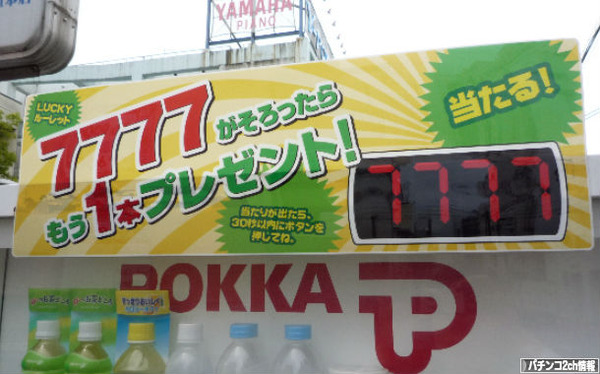 YAMAHA
PIANO
LUCKY
ルーレット
7777がそろったら
もう1本プレゼント!
当たりが出たら、
30秒以内にボタンを
押してね。
当たる!
7777
POKKA
パチンコ2ch情報